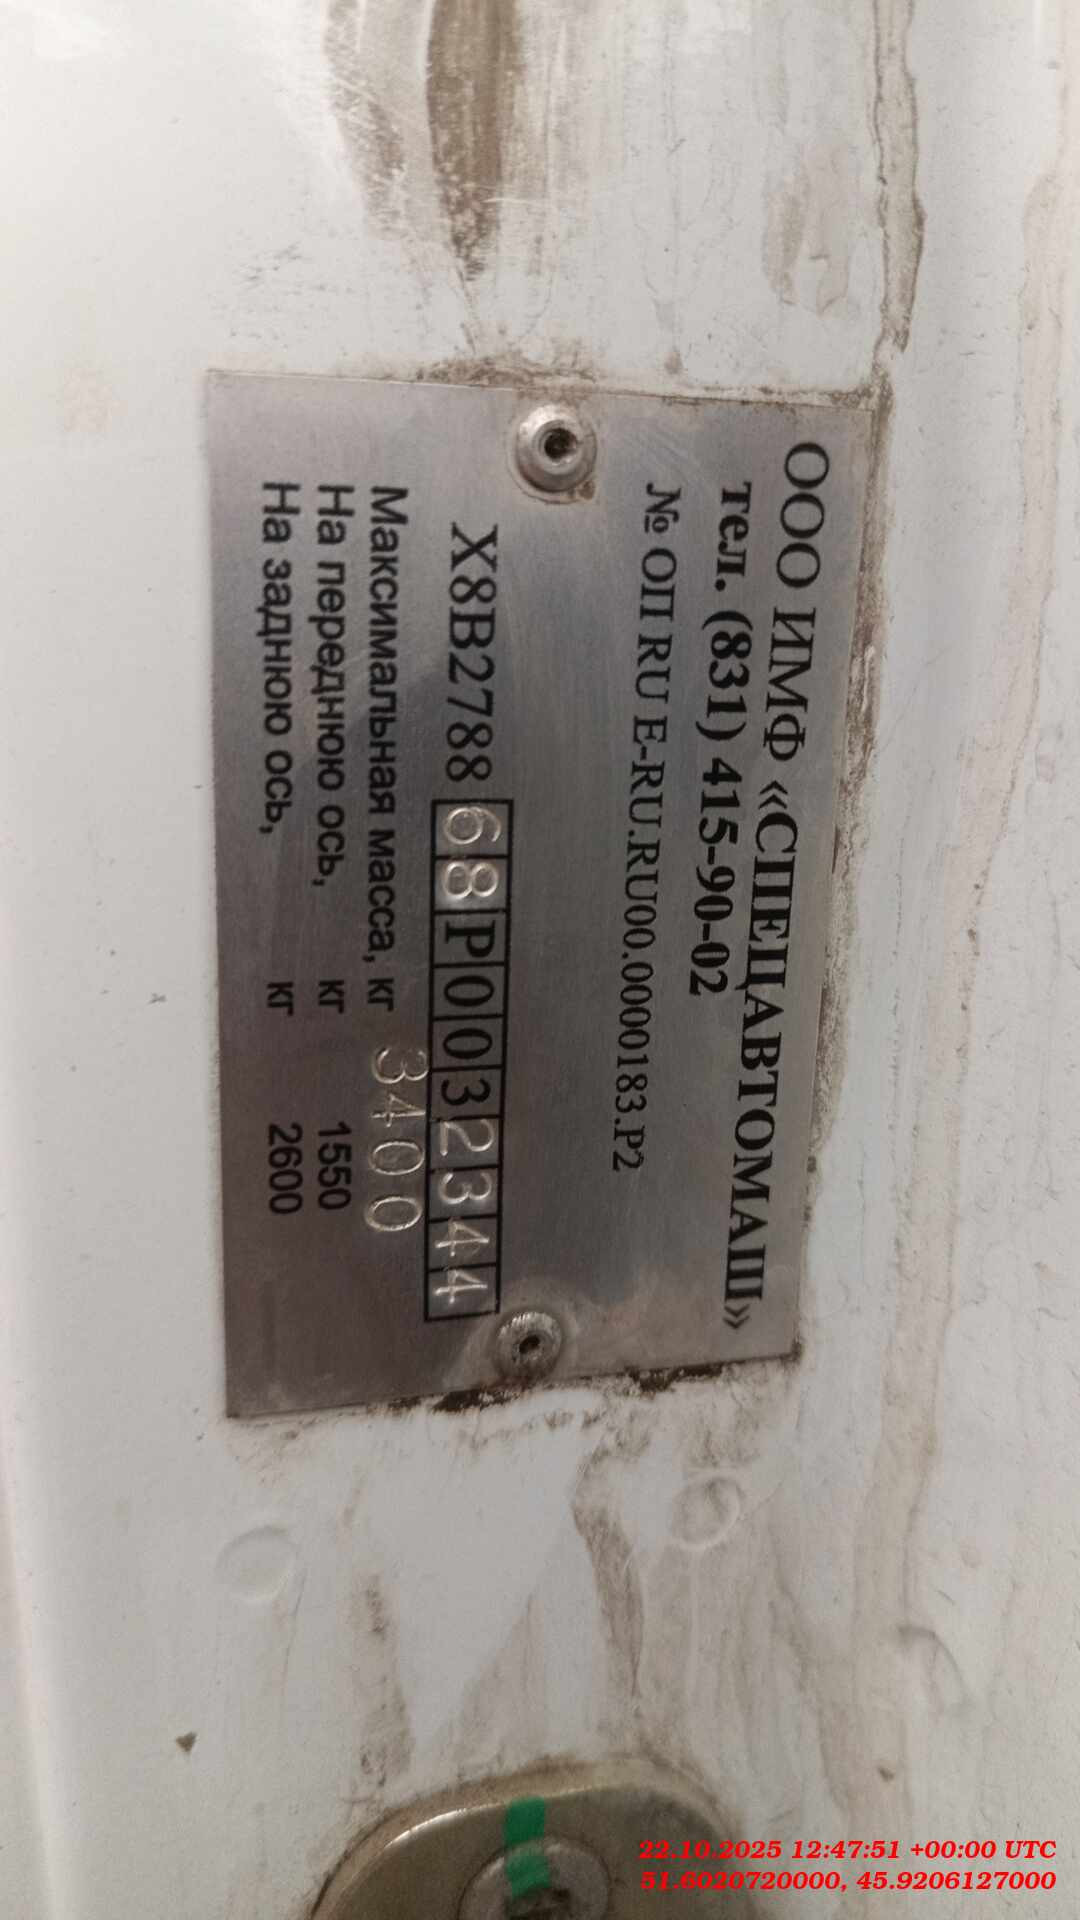 ООО ИМФ «СПЕЦАВТОМАШ»
тел. (831) 415-90-02
№ ОП RU E-RU.RU00.0000183.P2
X8B278868P0032344
Максимальная масса, кг 3400
На переднюю ось, кг 1550
На заднюю ось, кг 2600
22.10.2025 12:47:51 +00:00 UTC
51.6020720000, 45.9206127000